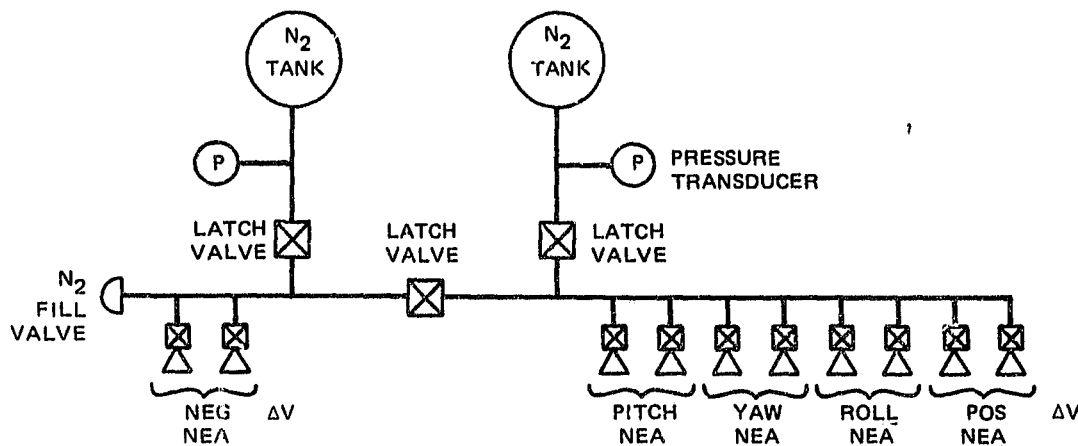 N2
TANK
N2
TANK
P
P
PRESSURE
TRANSDUCER
LATCH
VALVE
LATCH
VALVE
LATCH
VALVE
N2
FILL
VALVE
NEG
NEA
ΔV
PITCH
NEA
YAW
NEA
ROLL
NEA
POS
NEA
ΔV